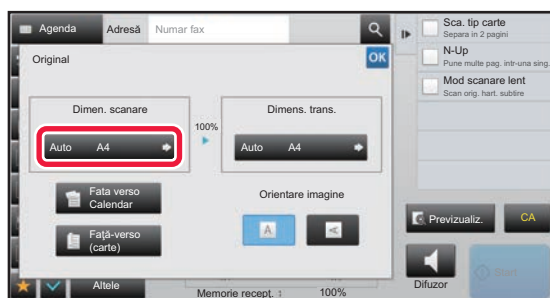 Agenda
Adresă
Numar fax
Original
OK
Dimen. scanare
Auto A4
100%
Dimens. trans.
Auto A4
Fata verso
Calendar
Faţă-verso
(carte)
Orientare imagine
A
A
Altele
Memorie recepţ. :
100%
Sca. tip carte
Separa in 2 pagini
N-Up
Pune multe pag. intr-una sing.
Mod scanare lent
Scan orig. hart. subtire
Previzualiz.
CA
Difuzor
Start